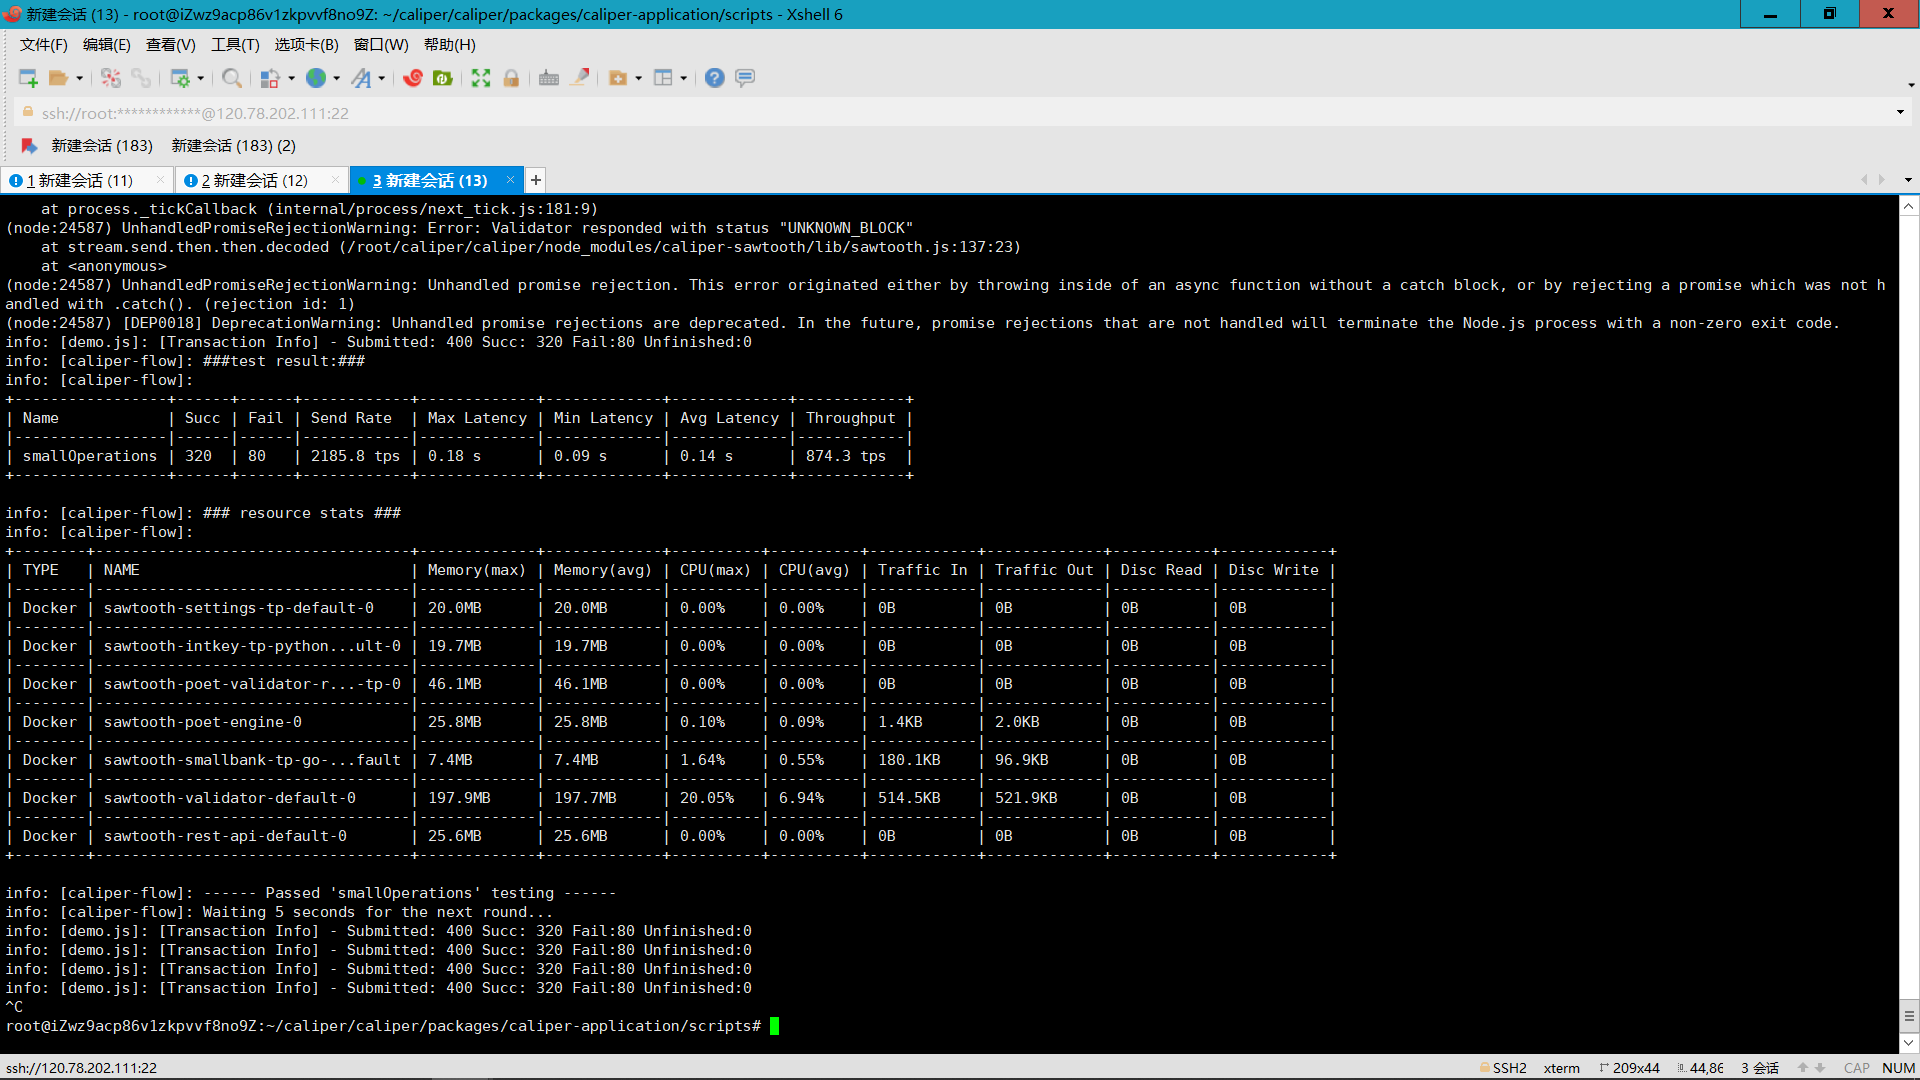 新建会话 (13) - root@iZwz9acp86v1zkpvvf8no9Z: ~/caliper/caliper/packages/caliper-application/scripts - Xshell 6
文件(F) 编辑(E) 查看(V) 工具(T) 选项卡(B) 窗口(W) 帮助(H)
ssh://root:************@120.78.202.111:22
新建会话 (183) 新建会话 (183) (2)
1 新建会话 (11) 2 新建会话 (12) 3 新建会话 (13) +
    at process._tickCallback (internal/process/next_tick.js:181:9)
(node:24587) UnhandledPromiseRejectionWarning: Error: Validator responded with status "UNKNOWN_BLOCK"
    at stream.send.then.then.decoded (/root/caliper/caliper/node_modules/caliper-sawtooth/lib/sawtooth.js:137:23)
    at <anonymous>
(node:24587) UnhandledPromiseRejectionWarning: Unhandled promise rejection. This error originated either by throwing inside of an async function without a catch block, or by rejecting a promise which was not h
andled with .catch(). (rejection id: 1)
(node:24587) [DEP0018] DeprecationWarning: Unhandled promise rejections are deprecated. In the future, promise rejections that are not handled will terminate the Node.js process with a non-zero exit code.
info: [demo.js]: [Transaction Info] - Submitted: 400 Succ: 320 Fail:80 Unfinished:0
info: [caliper-flow]: ###test result:###
info: [caliper-flow]:
+-----------------+------+------+------------+-------------+-------------+-------------+------------+
| Name            | Succ | Fail | Send Rate  | Max Latency | Min Latency | Avg Latency | Throughput |
|-----------------|------|------|------------|-------------|-------------|-------------|------------|
| smallOperations | 320  | 80   | 2185.8 tps | 0.18 s      | 0.09 s      | 0.14 s      | 874.3 tps  |
+-----------------+------+------+------------+-------------+-------------+-------------+------------+
info: [caliper-flow]: ### resource stats ###
info: [caliper-flow]:
+--------+-----------------------------------+-------------+-------------+----------+----------+------------+-------------+-----------+------------+
| TYPE   | NAME                              | Memory(max) | Memory(avg) | CPU(max) | CPU(avg) | Traffic In | Traffic Out | Disc Read | Disc Write |
|--------|-----------------------------------|-------------|-------------|----------|----------|------------|-------------|-----------|------------|
| Docker | sawtooth-settings-tp-default-0    | 20.0MB      | 20.0MB      | 0.00%    | 0.00%    | 0B         | 0B          | 0B        | 0B         |
|--------|-----------------------------------|-------------|-------------|----------|----------|------------|-------------|-----------|------------|
| Docker | sawtooth-intkey-tp-python...ult-0 | 19.7MB      | 19.7MB      | 0.00%    | 0.00%    | 0B         | 0B          | 0B        | 0B         |
|--------|-----------------------------------|-------------|-------------|----------|----------|------------|-------------|-----------|------------|
| Docker | sawtooth-poet-validator-r...-tp-0 | 46.1MB      | 46.1MB      | 0.00%    | 0.00%    | 0B         | 0B          | 0B        | 0B         |
|--------|-----------------------------------|-------------|-------------|----------|----------|------------|-------------|-----------|------------|
| Docker | sawtooth-poet-engine-0            | 25.8MB      | 25.8MB      | 0.10%    | 0.09%    | 1.4KB      | 2.0KB       | 0B        | 0B         |
|--------|-----------------------------------|-------------|-------------|----------|----------|------------|-------------|-----------|------------|
| Docker | sawtooth-smallbank-tp-go-...fault | 7.4MB       | 7.4MB       | 1.64%    | 0.55%    | 180.1KB    | 96.9KB      | 0B        | 0B         |
|--------|-----------------------------------|-------------|-------------|----------|----------|------------|-------------|-----------|------------|
| Docker | sawtooth-validator-default-0      | 197.9MB     | 197.7MB     | 20.05%   | 6.94%    | 514.5KB    | 521.9KB     | 0B        | 0B         |
|--------|-----------------------------------|-------------|-------------|----------|----------|------------|-------------|-----------|------------|
| Docker | sawtooth-rest-api-default-0       | 25.6MB      | 25.6MB      | 0.00%    | 0.00%    | 0B         | 0B          | 0B        | 0B         |
+--------+-----------------------------------+-------------+-------------+----------+----------+------------+-------------+-----------+------------+
info: [caliper-flow]: ------ Passed 'smallOperations' testing ------
info: [caliper-flow]: Waiting 5 seconds for the next round...
info: [demo.js]: [Transaction Info] - Submitted: 400 Succ: 320 Fail:80 Unfinished:0
info: [demo.js]: [Transaction Info] - Submitted: 400 Succ: 320 Fail:80 Unfinished:0
info: [demo.js]: [Transaction Info] - Submitted: 400 Succ: 320 Fail:80 Unfinished:0
info: [demo.js]: [Transaction Info] - Submitted: 400 Succ: 320 Fail:80 Unfinished:0
^C
root@iZwz9acp86v1zkpvvf8no9Z:~/caliper/caliper/packages/caliper-application/scripts#
ssh://120.78.202.111:22 SSH2 xterm 209x44 44,86 3 会话 CAP NUM